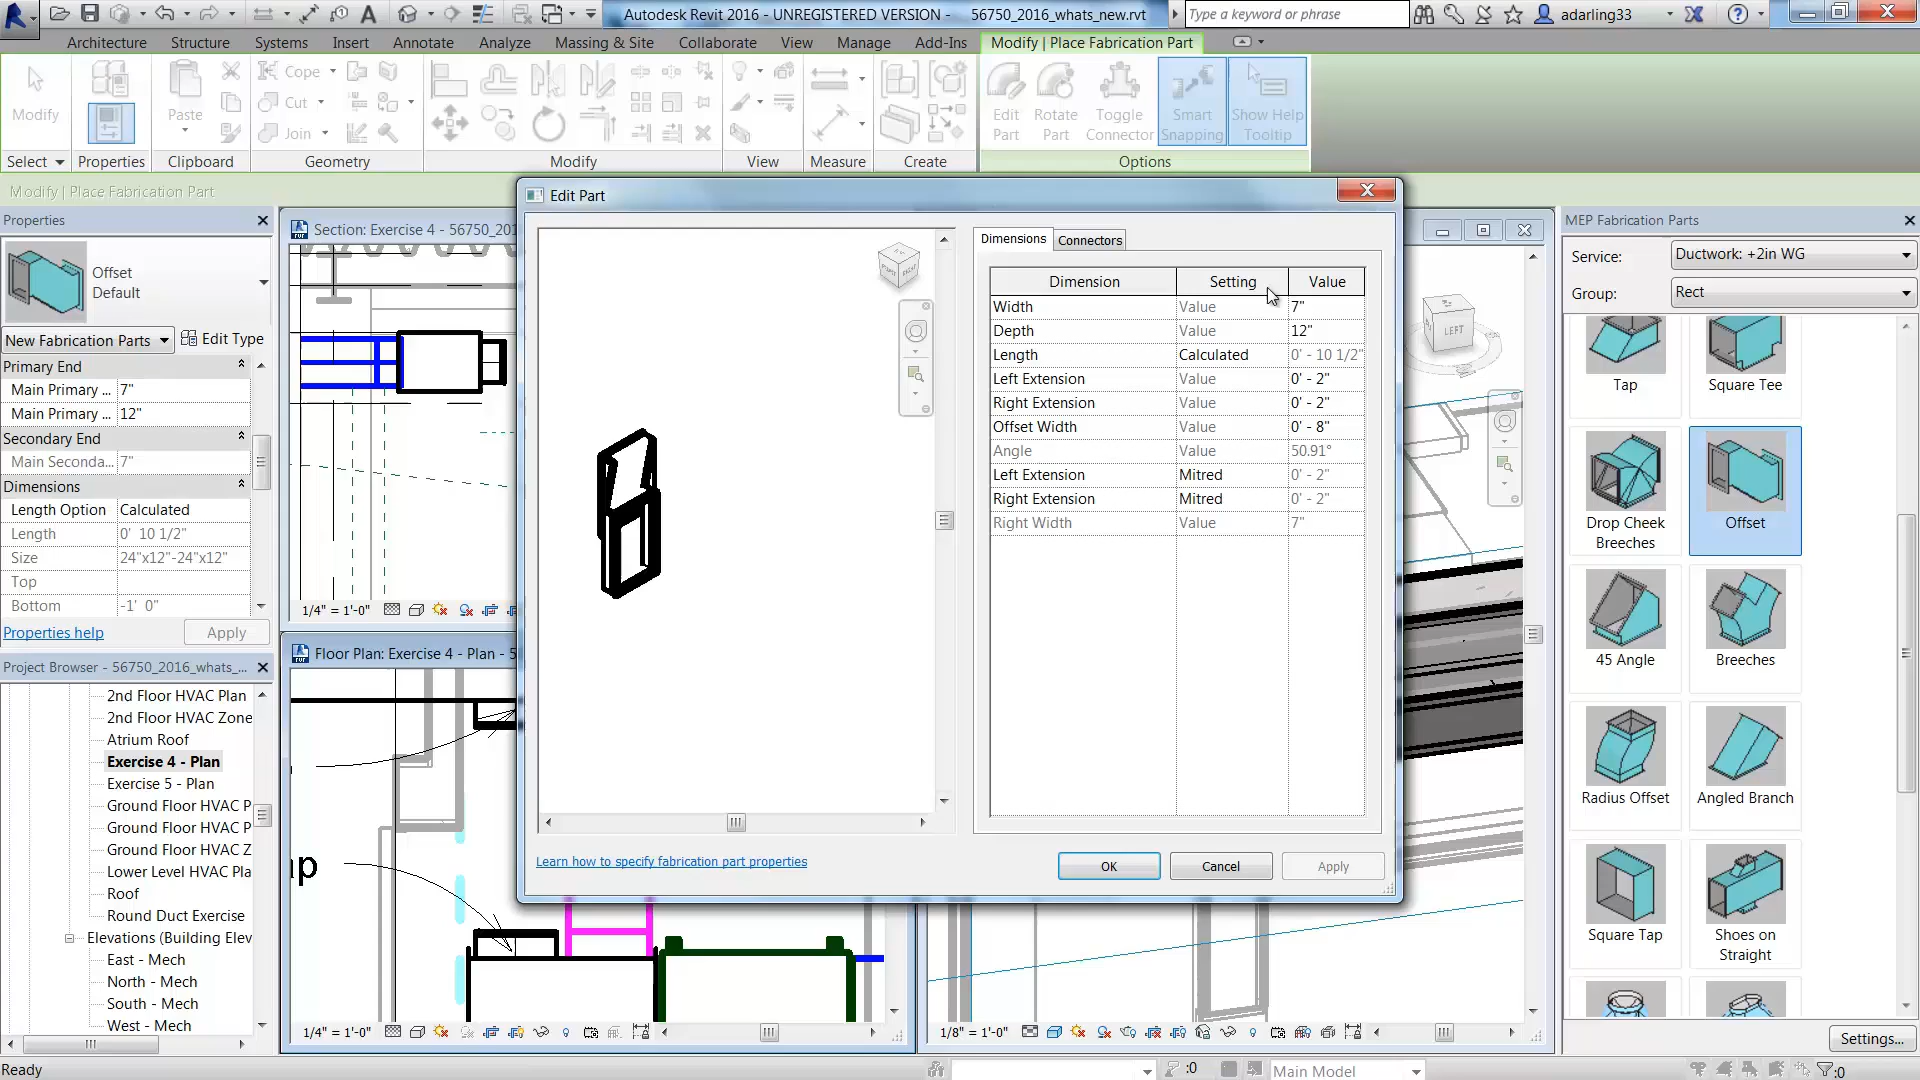 Autodesk Revit 2016 - UNREGISTERED VERSION - 56750_2016_whats_new.rvt
Type a keyword or phrase
adarling33
Architecture Structure Systems Insert Annotate Analyze Massing & Site Collaborate View Manage Add-Ins Modify | Place Fabrication Part
Modify
Paste
Cope
Cut
Join
Edit Part
Rotate Part
Toggle Connector
Smart Snapping
Show Help Tooltip
Select Properties Clipboard Geometry Modify View Measure Create Options
Modify | Place Fabrication Part
Properties
Offset
Default
New Fabrication Parts Edit Type
Primary End
Main Primary ... 7"
Main Primary ... 12"
Secondary End
Main Seconda... 7"
Dimensions
Length Option Calculated
Length 0' 10 1/2"
Size 24"x12"-24"x12"
Top
Bottom -1' 0"
Properties help Apply
Project Browser - 56750_2016_whats_...
2nd Floor HVAC Plan
2nd Floor HVAC Zone
Atrium Roof
Exercise 4 - Plan
Exercise 5 - Plan
Ground Floor HVAC P
Ground Floor HVAC P
Ground Floor HVAC Z
Lower Level HVAC Pla
Roof
Round Duct Exercise
Elevations (Building Elev
East - Mech
North - Mech
South - Mech
West - Mech
Section: Exercise 4 - 56750_201
1/4" = 1'-0"
Floor Plan: Exercise 4 - Plan - 5
1/4" = 1'-0"
1/8" = 1'-0"
LEFT
Edit Part
Dimensions Connectors
Dimension Setting Value
Width Value 7"
Depth Value 12"
Length Calculated 0' - 10 1/2"
Left Extension Value 0' - 2"
Right Extension Value 0' - 2"
Offset Width Value 0' - 8"
Angle Value 50.91°
Left Extension Mitred 0' - 2"
Right Extension Mitred 0' - 2"
Right Width Value 7"
Learn how to specify fabrication part properties
OK Cancel Apply
MEP Fabrication Parts
Service: Ductwork: +2in WG
Group: Rect
Tap
Square Tee
Drop Cheek Breeches
Offset
45 Angle
Breeches
Radius Offset
Angled Branch
Square Tap
Shoes on Straight
Settings...
Ready
:0
Main Model
:0